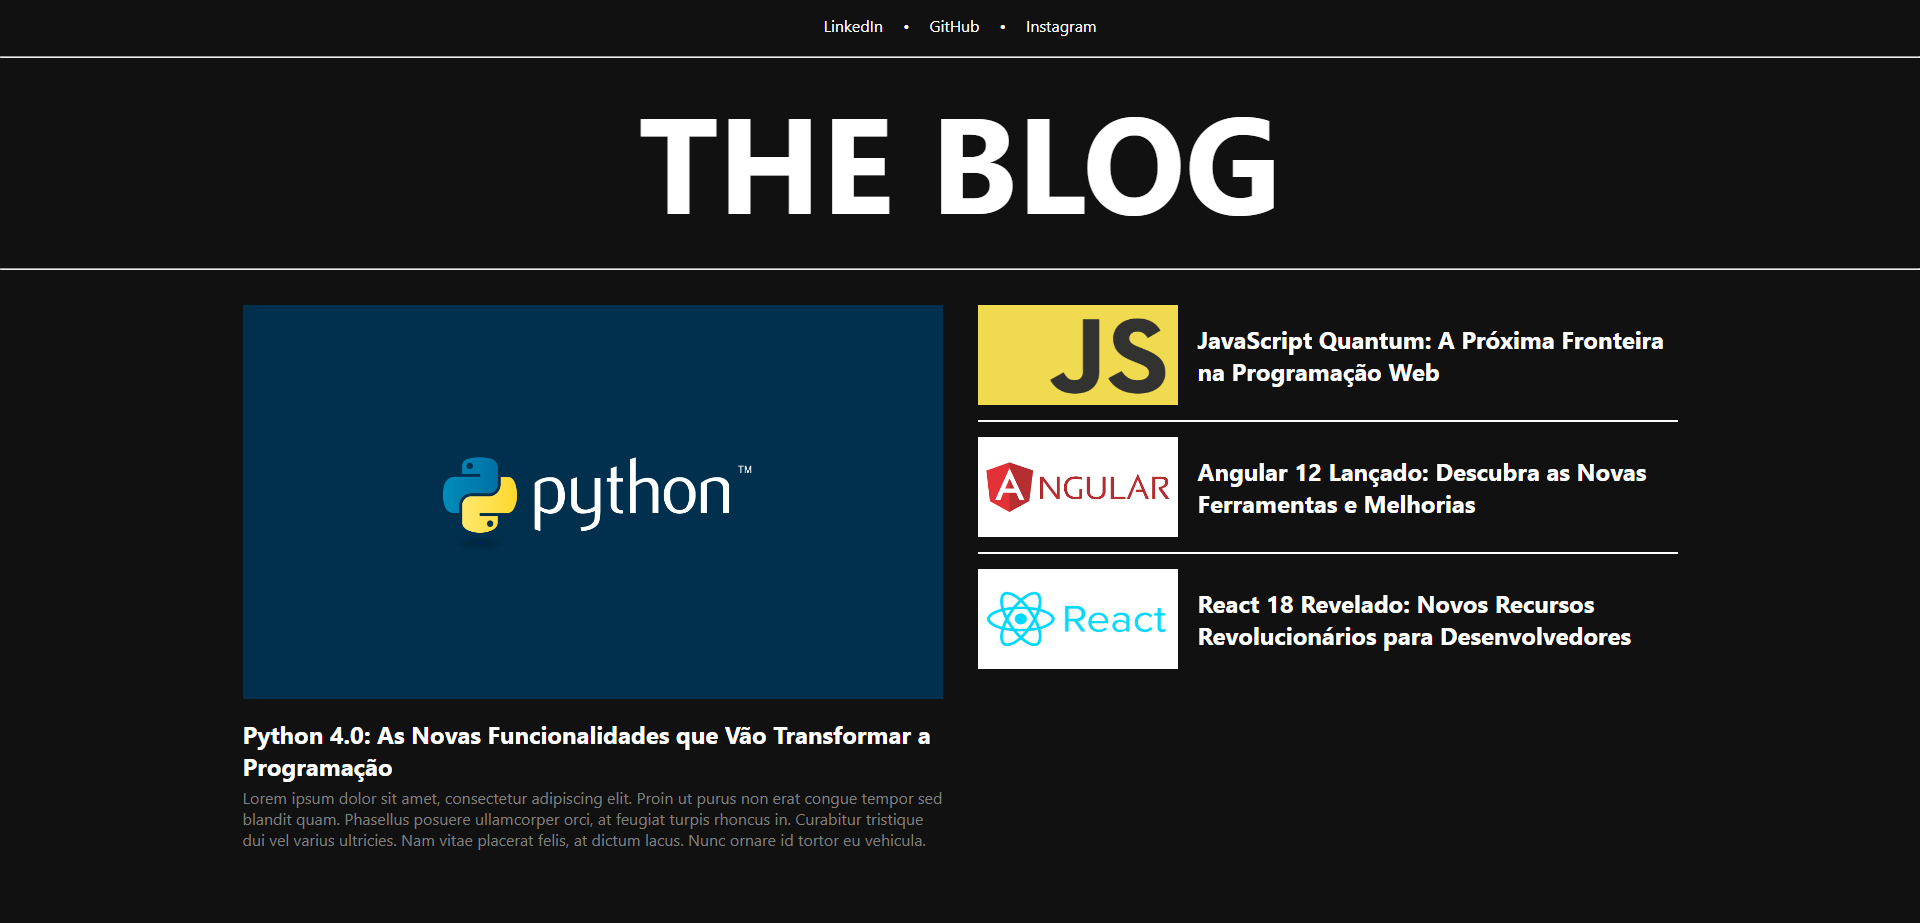 LinkedIn • GitHub • Instagram
THE BLOG
python™
Python 4.0: As Novas Funcionalidades que Vão Transformar a
Programação
Lorem ipsum dolor sit amet, consectetur adipiscing elit. Proin ut purus non erat congue tempor sed
blandit quam. Phasellus posuere ullamcorper orci, at feugiat turpis rhoncus in. Curabitur tristique
dui vel varius ultricies. Nam vitae placerat felis, at dictum lacus. Nunc ornare id tortor eu vehicula.
JS
JavaScript Quantum: A Próxima Fronteira
na Programação Web
ANGULAR
Angular 12 Lançado: Descubra as Novas
Ferramentas e Melhorias
React
React 18 Revelado: Novos Recursos
Revolucionários para Desenvolvedores